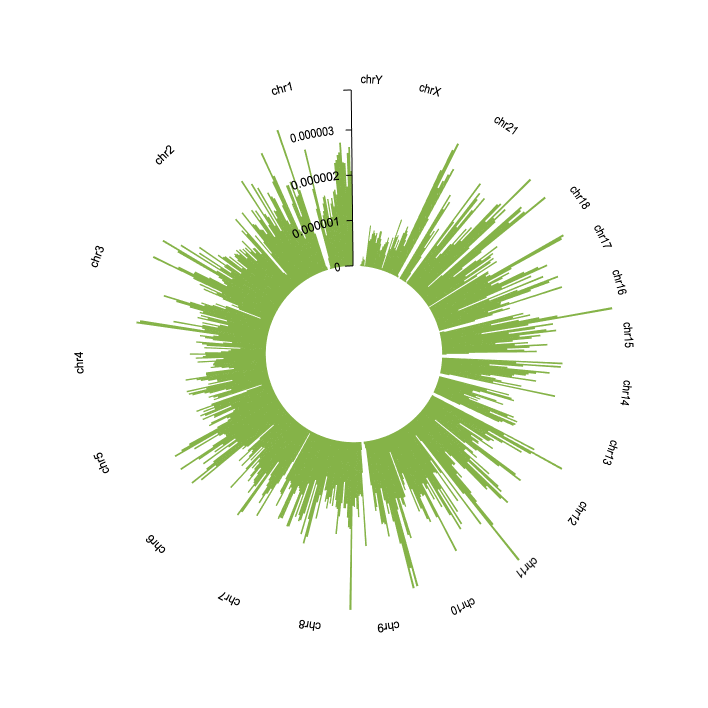 chrY
chrX
chr21
chr18
chr17
chr16
chr15
chr14
chr13
chr12
chr11
chr10
chr9
chr8
chr7
chr6
chr5
chr4
chr3
chr2
chr1
0.000003
0.000002
0.000001
0